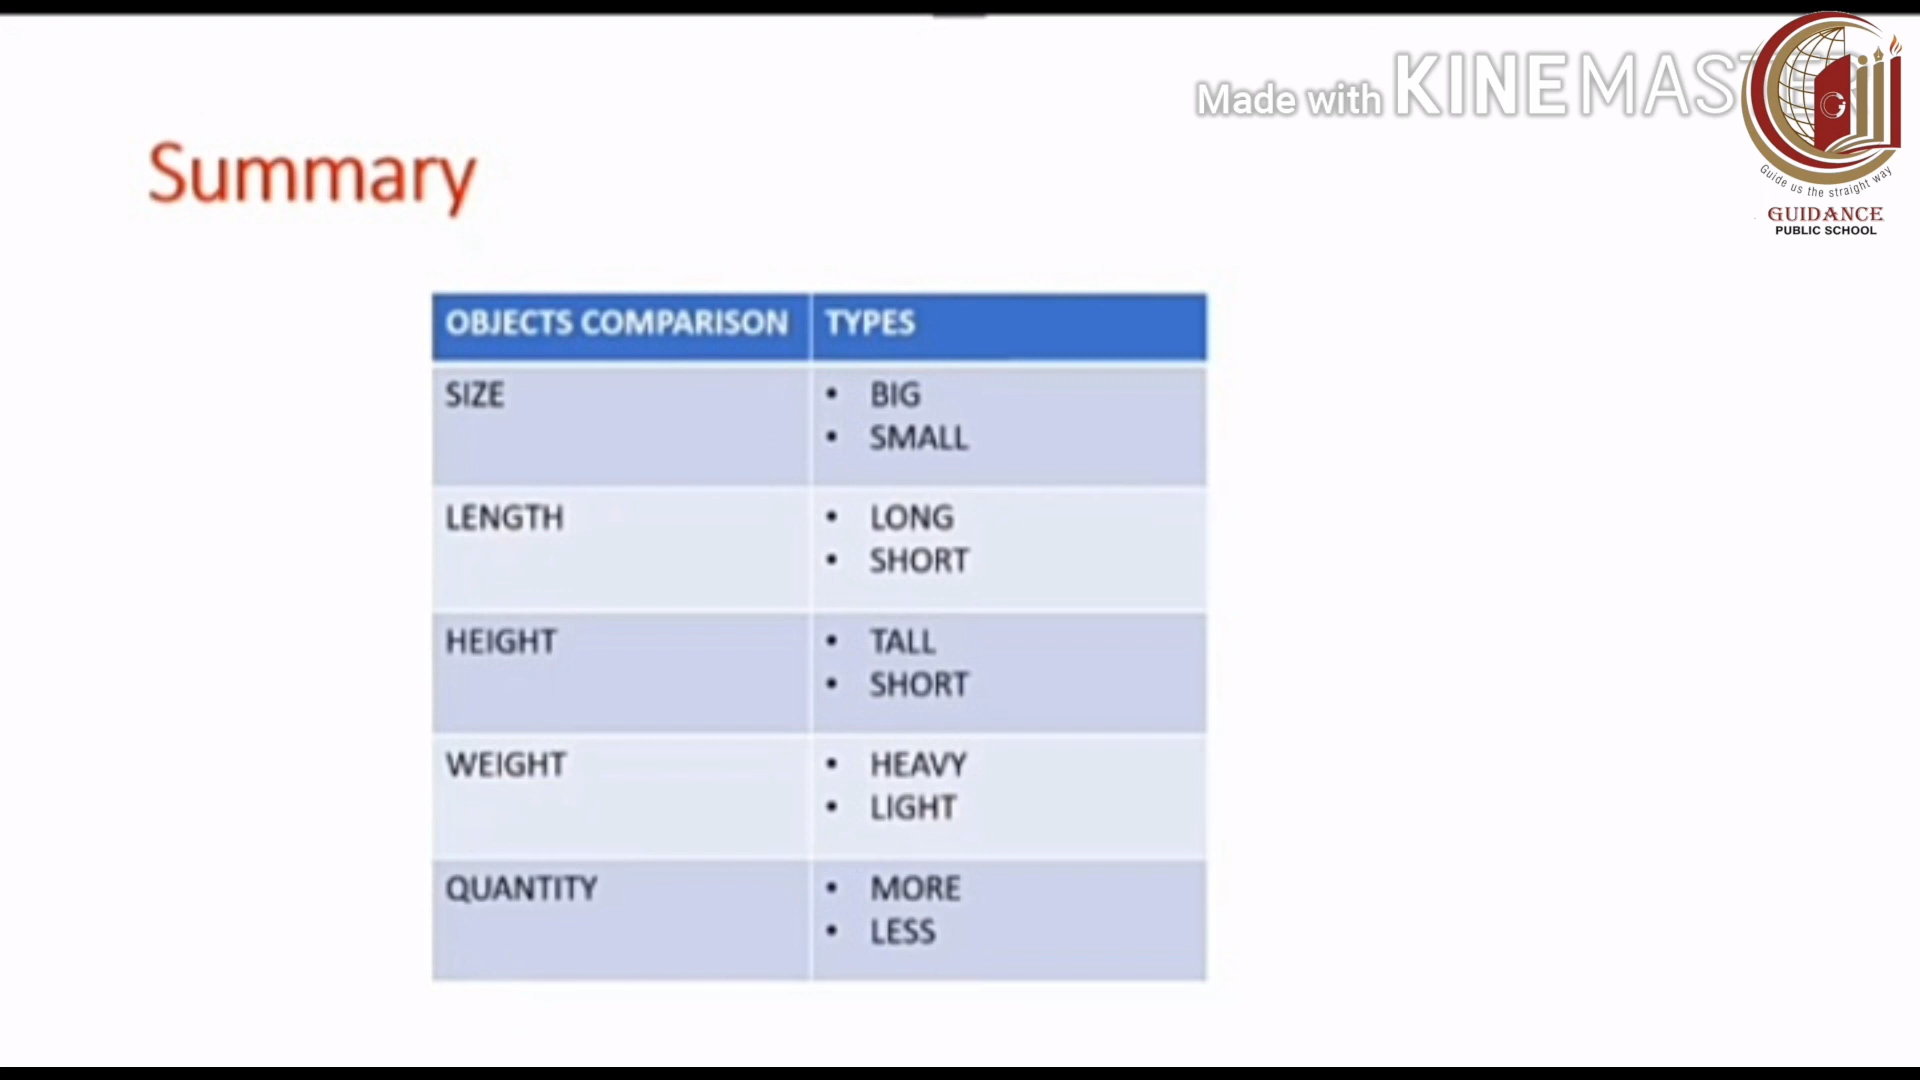 Made with KINEMAS
Guide us the straight way
GUIDANCE
PUBLIC SCHOOL
Summary
OBJECTS COMPARISON TYPES
SIZE • BIG
• SMALL
LENGTH • LONG
• SHORT
HEIGHT • TALL
• SHORT
WEIGHT • HEAVY
• LIGHT
QUANTITY • MORE
• LESS